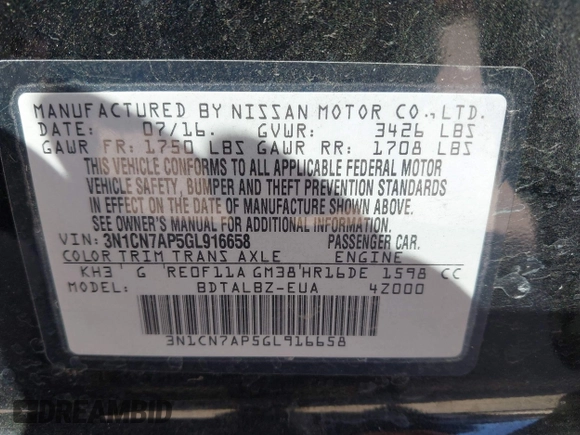 MANUFACTURED BY NISSAN MOTOR CO., LTD.
DATE: 07/16. GVWR: 3426 LBS
GAWR FR: 1750 LBS GAWR RR: 1708 LBS
THIS VEHICLE CONFORMS TO ALL APPLICABLE FEDERAL MOTOR
VEHICLE SAFETY, BUMPER AND THEFT PREVENTION STANDARDS
IN EFFECT ON THE DATE OF MANUFACTURE SHOWN ABOVE.
SEE OWNER'S MANUAL FOR ADDITIONAL INFORMATION.
VIN: 3N1CN7AP5GL916658 PASSENGER CAR.
COLOR TRIM TRANS AXLE ENGINE
KH3 G RE0F11A GM38 HR16DE 1598 CC
MODEL: BDTALBZ-EUA 4Z000
3N1CN7AP5GL916658
DREAMBID